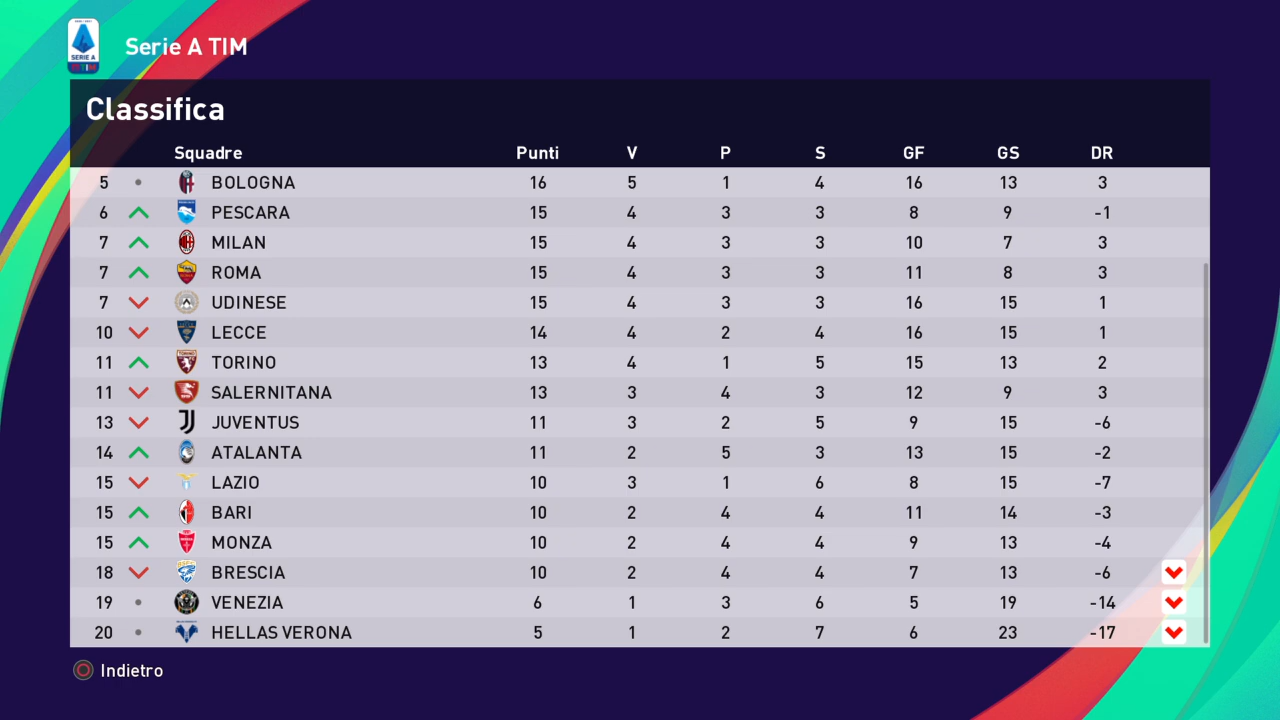 Serie A TIM
SERIE A
TIM
Classifica
Squadre Punti V P S GF GS DR
5 BOLOGNA 16 5 1 4 16 13 3
6 PESCARA 15 4 3 3 8 9 -1
7 MILAN 15 4 3 3 10 7 3
7 ROMA 15 4 3 3 11 8 3
7 UDINESE 15 4 3 3 16 15 1
10 LECCE 14 4 2 4 16 15 1
11 TORINO 13 4 1 5 15 13 2
11 SALERNITANA 13 3 4 3 12 9 3
13 JUVENTUS 11 3 2 5 9 15 -6
14 ATALANTA 11 2 5 3 13 15 -2
15 LAZIO 10 3 1 6 8 15 -7
15 BARI 10 2 4 4 11 14 -3
15 MONZA 10 2 4 4 9 13 -4
18 BRESCIA 10 2 4 4 7 13 -6
19 VENEZIA 6 1 3 6 5 19 -14
20 HELLAS VERONA 5 1 2 7 6 23 -17
Indietro